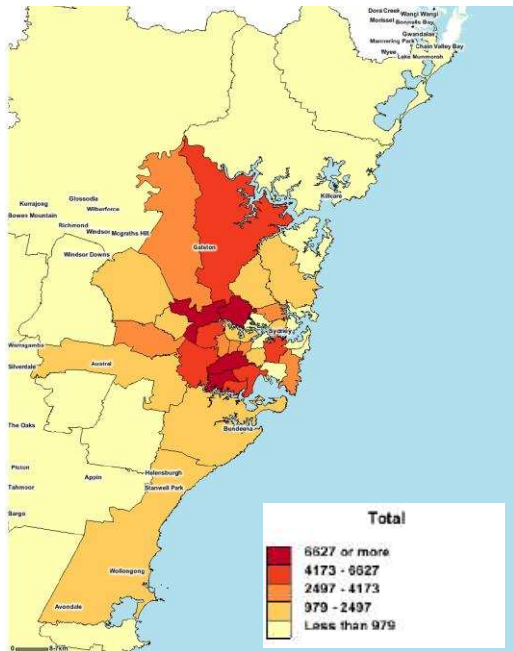 Dora Creek
Wangi Wangi
Morisset
Bonnells Bay
Gwandalan
Mannering Park
Chain Valley Bay
Wyee
Lake Munmorah
Killcare
Glossodia
Kurrajong
Wilberforce
Bowen Mountain
Richmond
Windsor
Mcgraths Hill
Galston
Windsor Downs
Sydney
Warragamba
Silverdale
Austral
The Oaks
Bundeena
Picton
Appin
Helensburgh
Tahmoor
Stanwell Park
Bargo
Wollongong
Avondale
0 8.7km
Total
6627 or more
4173 - 6627
2497 - 4173
979 - 2497
Less than 979